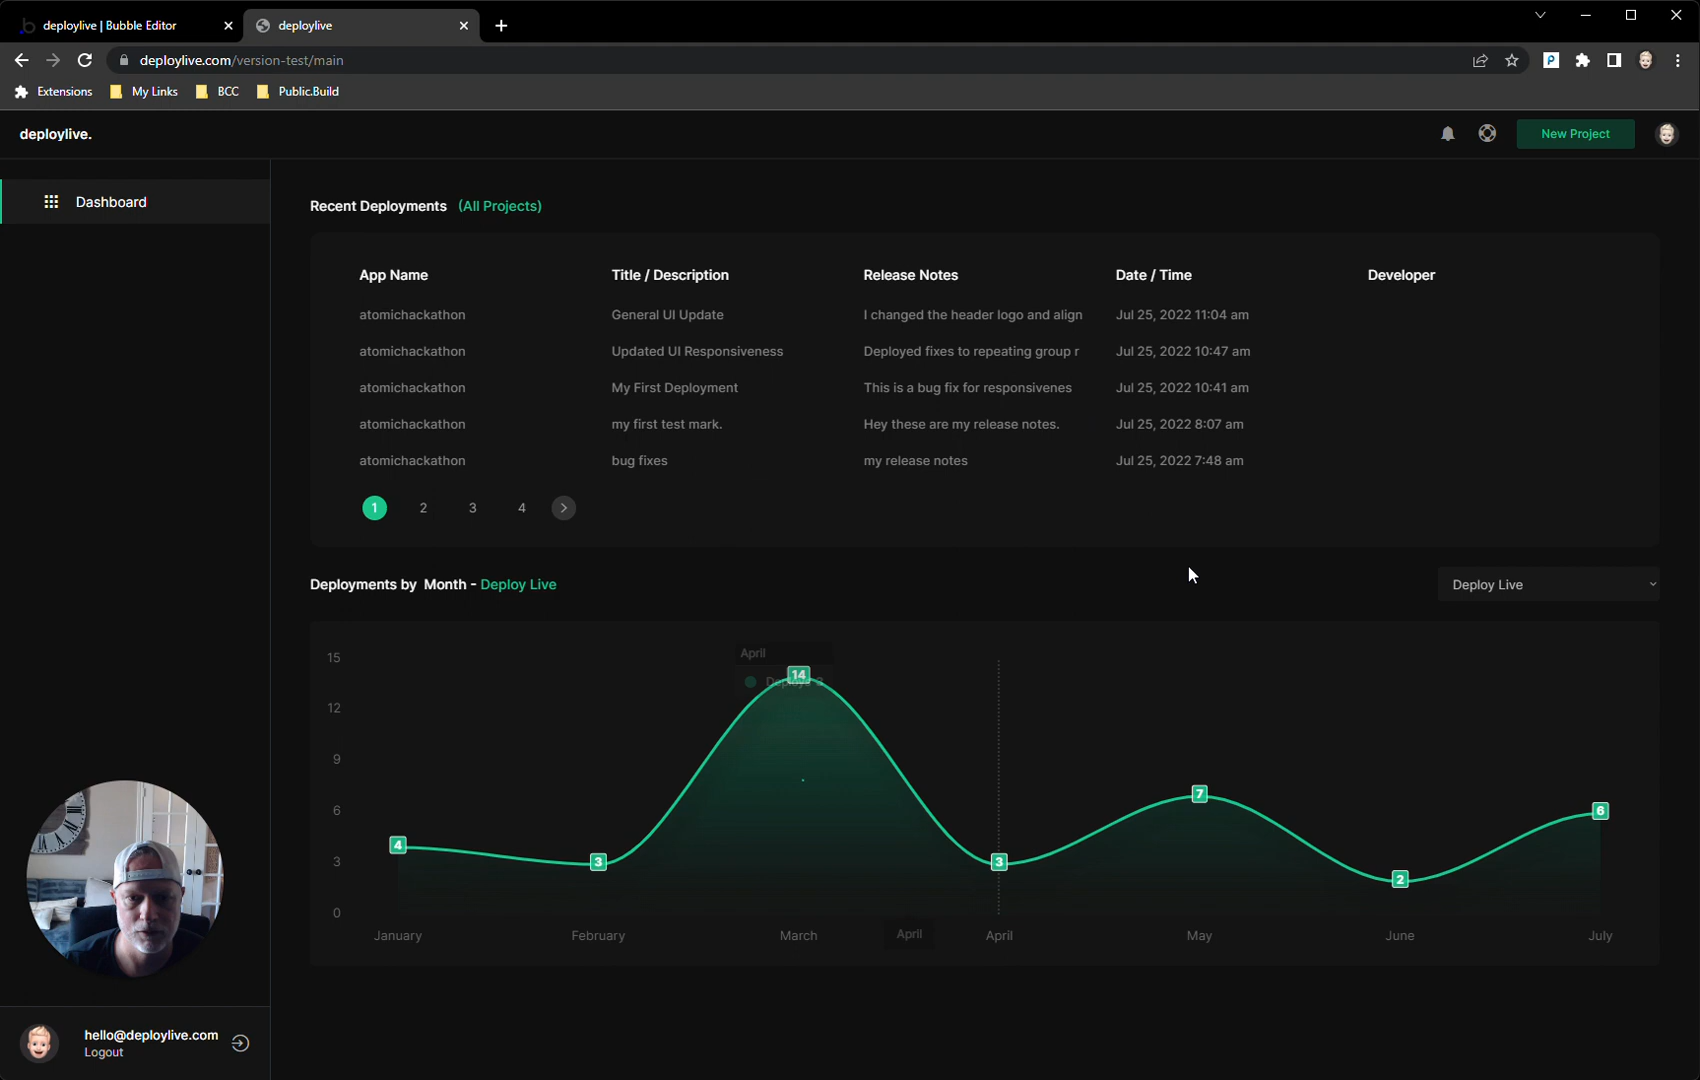 deploylive | Bubble Editor
deploylive
deploylive.com/version-test/main
P
Extensions
My Links
BCC
Public.Build
deploylive.
New Project
Dashboard
Recent Deployments (All Projects)
App Name Title / Description Release Notes Date / Time Developer
atomichackathon General UI Update I changed the header logo and align Jul 25, 2022 11:04 am
atomichackathon Updated UI Responsiveness Deployed fixes to repeating group r Jul 25, 2022 10:47 am
atomichackathon My First Deployment This is a bug fix for responsivenes Jul 25, 2022 10:41 am
atomichackathon my first test mark. Hey these are my release notes. Jul 25, 2022 8:07 am
atomichackathon bug fixes my release notes Jul 25, 2022 7:48 am
1 2 3 4
Deployments by Month - Deploy Live
Deploy Live
15
April
14
12
9
7
6
6
4
3
3
3
2
0
January February March April April May June July
hello@deploylive.com
Logout